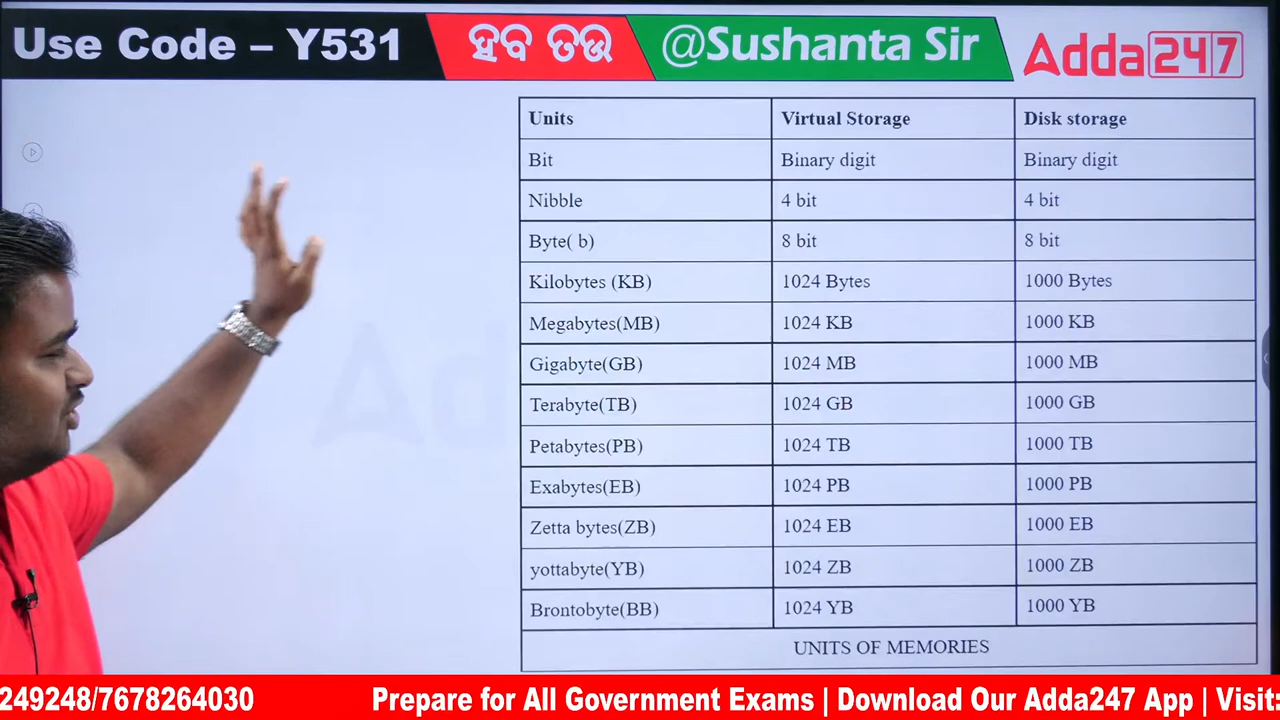 Use Code – Y531
ହବ ତଉ
@Sushanta Sir
Adda247
Units Virtual Storage Disk storage
Bit Binary digit Binary digit
Nibble 4 bit 4 bit
Byte( b) 8 bit 8 bit
Kilobytes (KB) 1024 Bytes 1000 Bytes
Megabytes(MB) 1024 KB 1000 KB
Gigabyte(GB) 1024 MB 1000 MB
Terabyte(TB) 1024 GB 1000 GB
Petabytes(PB) 1024 TB 1000 TB
Exabytes(EB) 1024 PB 1000 PB
Zetta bytes(ZB) 1024 EB 1000 EB
yottabyte(YB) 1024 ZB 1000 ZB
Brontobyte(BB) 1024 YB 1000 YB
UNITS OF MEMORIES
249248/7678264030 Prepare for All Government Exams | Download Our Adda247 App | Visit: